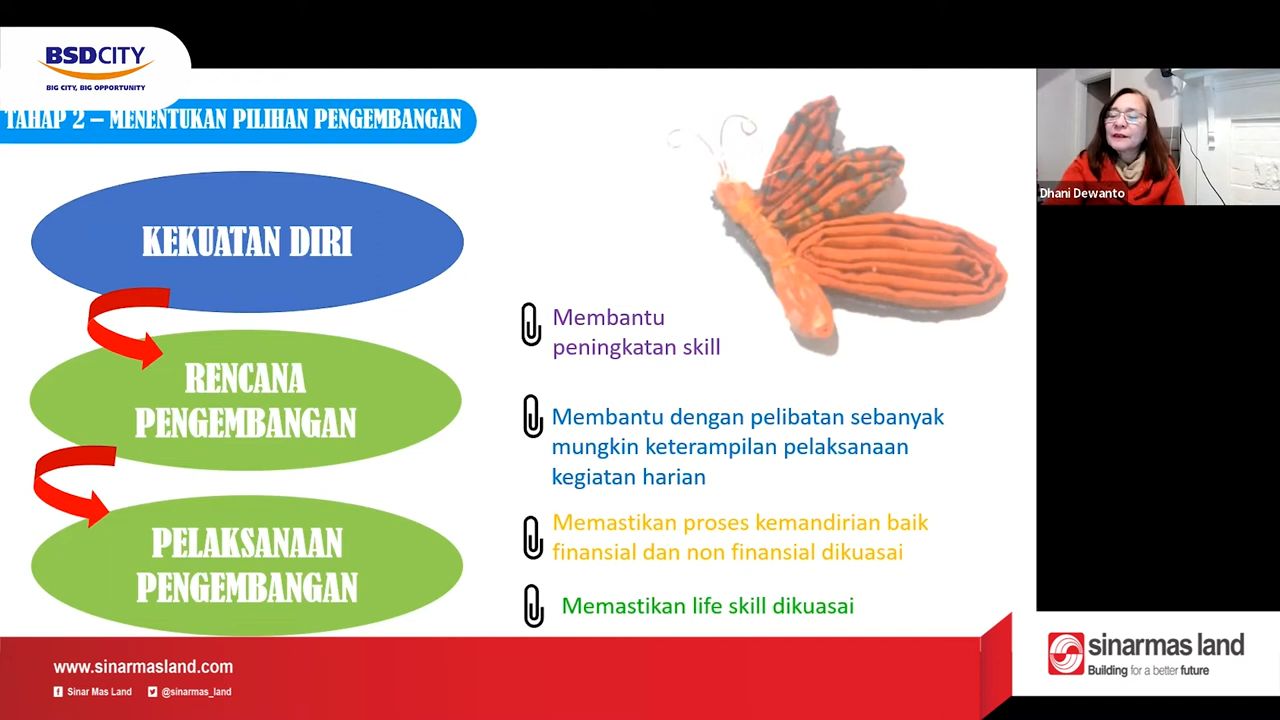 BSDCITY
BIG CITY, BIG OPPORTUNITY
TAHAP 2 – MENENTUKAN PILIHAN PENGEMBANGAN
KEKUATAN DIRI
RENCANA
PENGEMBANGAN
PELAKSANAAN
PENGEMBANGAN
Membantu
peningkatan skill
Membantu dengan pelibatan sebanyak
mungkin keterampilan pelaksanaan
kegiatan harian
Memastikan proses kemandirian baik
finansial dan non finansial dikuasai
Memastikan life skill dikuasai
Dhani Dewanto
www.sinarmasland.com
Sinar Mas Land
@sinarmas_land
sinarmas land
Building for a better future